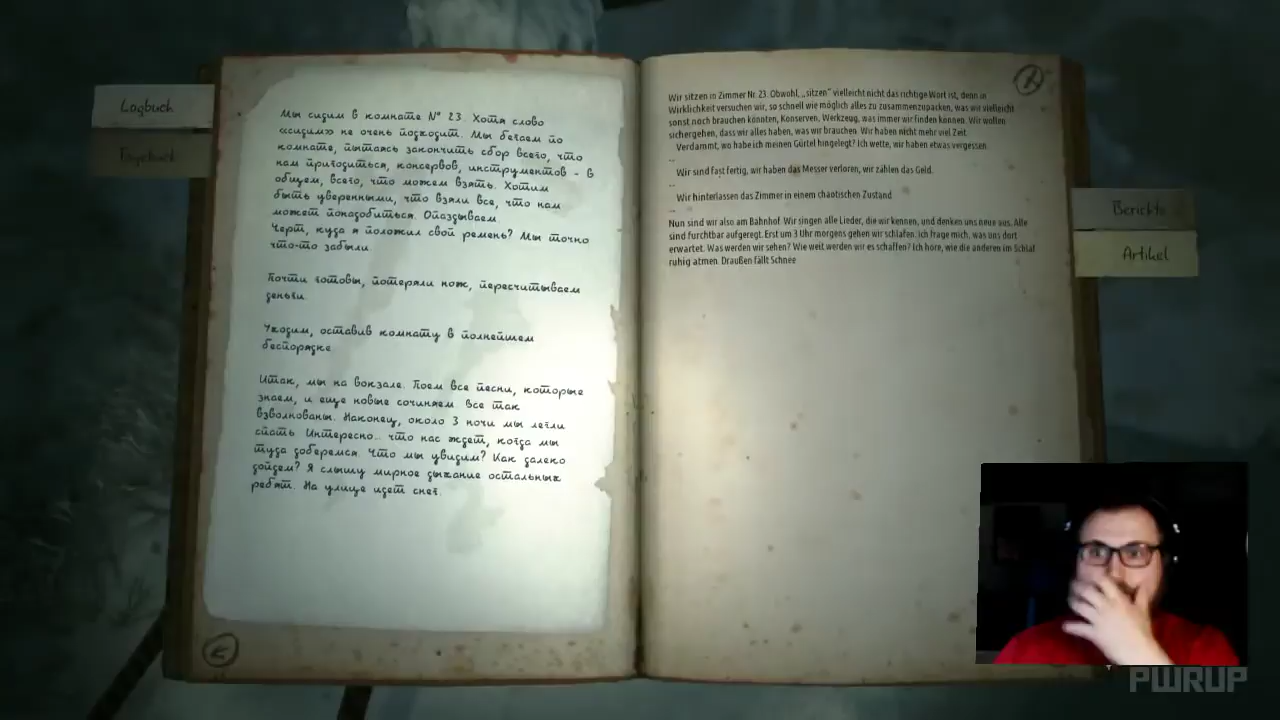 Logbuch
Tagebuch
Мы сидим в комнате № 23. Хотя слово
«сидим» не очень подходит. Мы бегаем по
комнате, пытаясь закончить сбор всего, что
нам пригодиться, консервов, инструментов - в
общем, всего, что можем взять. Хотим
быть уверенными, что взяли все, что нам
может понадобиться. Опаздываем.
Черт, куда я положил свой ремень? Мы точно
что-то забыли.
Почти готовы, потеряли нож, пересчитываем
деньги.
Уходим, оставив комнату в полнейшем
беспорядке
Итак, мы на вокзале. Поем все песни, которые
знаем, и еще новые сочиняем. Все так
взволнованы. Наконец, около 3 ночи мы легли
спать Интересно.. что нас ждет, когда мы
туда доберемся. Что мы увидим? Как далеко
дойдем? Я слышу мирное дыхание остальных
ребят. На улице идет снег.
E
Wir sitzen in Zimmer Nr. 23. Obwohl, „sitzen" vielleicht nicht das richtige Wort ist, denn in
Wirklichkeit versuchen wir, so schnell wie möglich alles zu zusammenzupacken, was wir vielleicht
sonst noch brauchen könnten, Konserven, Werkzeug, was immer wir finden können. Wir wollen
sichergehen, dass wir alles haben, was wir brauchen. Wir haben nicht mehr viel Zeit.
Verdammt, wo habe ich meinen Gürtel hingelegt? Ich wette, wir haben etwas vergessen
...
Wir sind fast fertig, wir haben das Messer verloren, wir zählen das Geld.
...
Wir hinterlassen das Zimmer in einem chaotischen Zustand
...
Nun sind wir also am Bahnhof. Wir singen alle Lieder, die wir kennen, und denken uns neue aus. Alle
sind furchtbar aufgeregt. Erst um 3 Uhr morgens gehen wir schlafen. Ich frage mich, was uns dort
erwartet. Was werden wir sehen? Wie weit werden wir es schaffen? Ich höre, wie die anderen im Schlaf
ruhig atmen. Draußen fällt Schnee
Berichte
Artikel
PWRUP